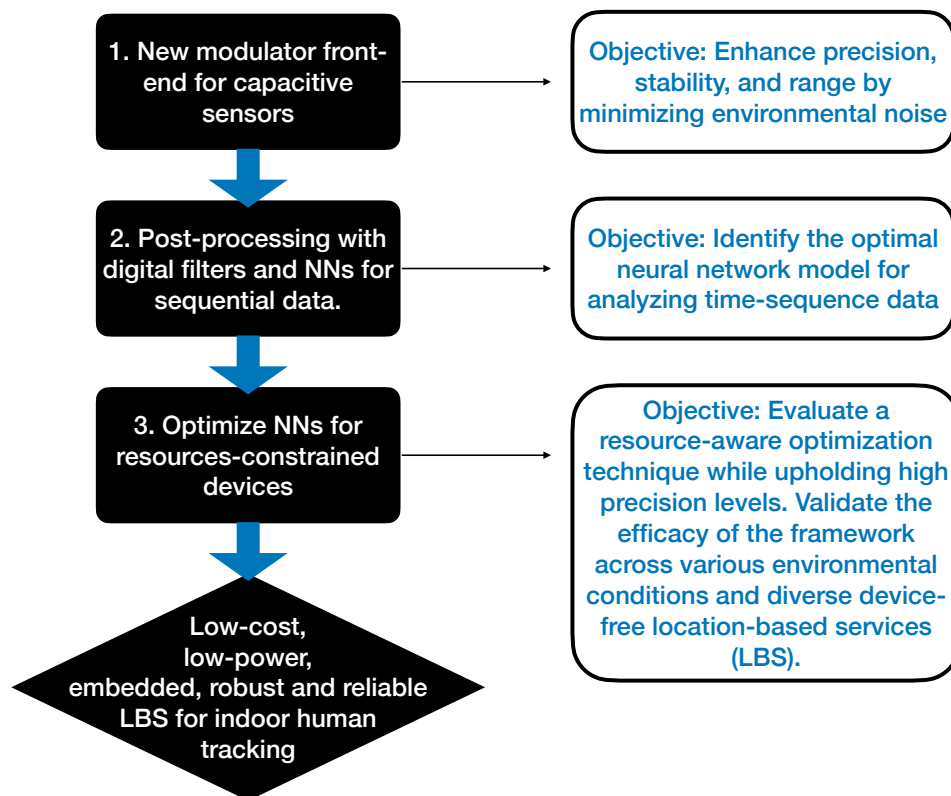 1. New modulator front-
end for capacitive
sensors
Objective: Enhance precision,
stability, and range by
minimizing environmental noise
2. Post-processing with
digital filters and NNs for
sequential data.
Objective: Identify the optimal
neural network model for
analyzing time-sequence data
3. Optimize NNs for
resources-constrained
devices
Objective: Evaluate a
resource-aware optimization
technique while upholding high
precision levels. Validate the
efficacy of the framework
across various environmental
conditions and diverse device-
free location-based services
(LBS).
Low-cost,
low-power,
embedded, robust and reliable
LBS for indoor human
tracking